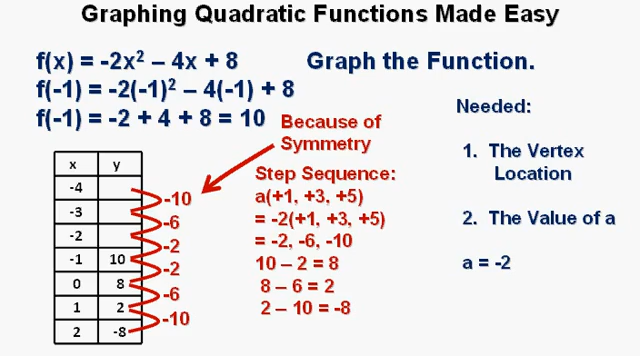 Graphing Quadratic Functions Made Easy
f(x) = -2x² – 4x + 8
Graph the Function.
f(-1) = -2(-1)² – 4(-1) + 8
f(-1) = -2 + 4 + 8 = 10
Because of
Symmetry
Needed:
1. The Vertex
Location
2. The Value of a
a = -2
x y
-4
-3
-2
-1 10
0 8
1 2
2 -8
-10
-6
-2
-2
-6
-10
Step Sequence:
a(+1, +3, +5)
= -2(+1, +3, +5)
= -2, -6, -10
10 – 2 = 8
8 – 6 = 2
2 – 10 = -8